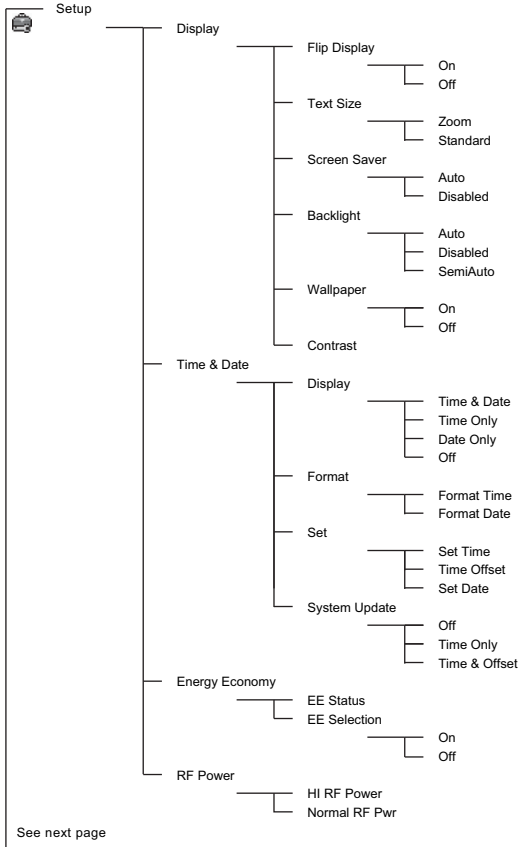 Setup
Display
Flip Display
On
Off
Text Size
Zoom
Standard
Screen Saver
Auto
Disabled
Backlight
Auto
Disabled
SemiAuto
Wallpaper
On
Off
Contrast
Time & Date
Display
Time & Date
Time Only
Date Only
Off
Format
Format Time
Format Date
Set
Set Time
Time Offset
Set Date
System Update
Off
Time Only
Time & Offset
Energy Economy
EE Status
EE Selection
On
Off
RF Power
HI RF Power
Normal RF Pwr
See next page